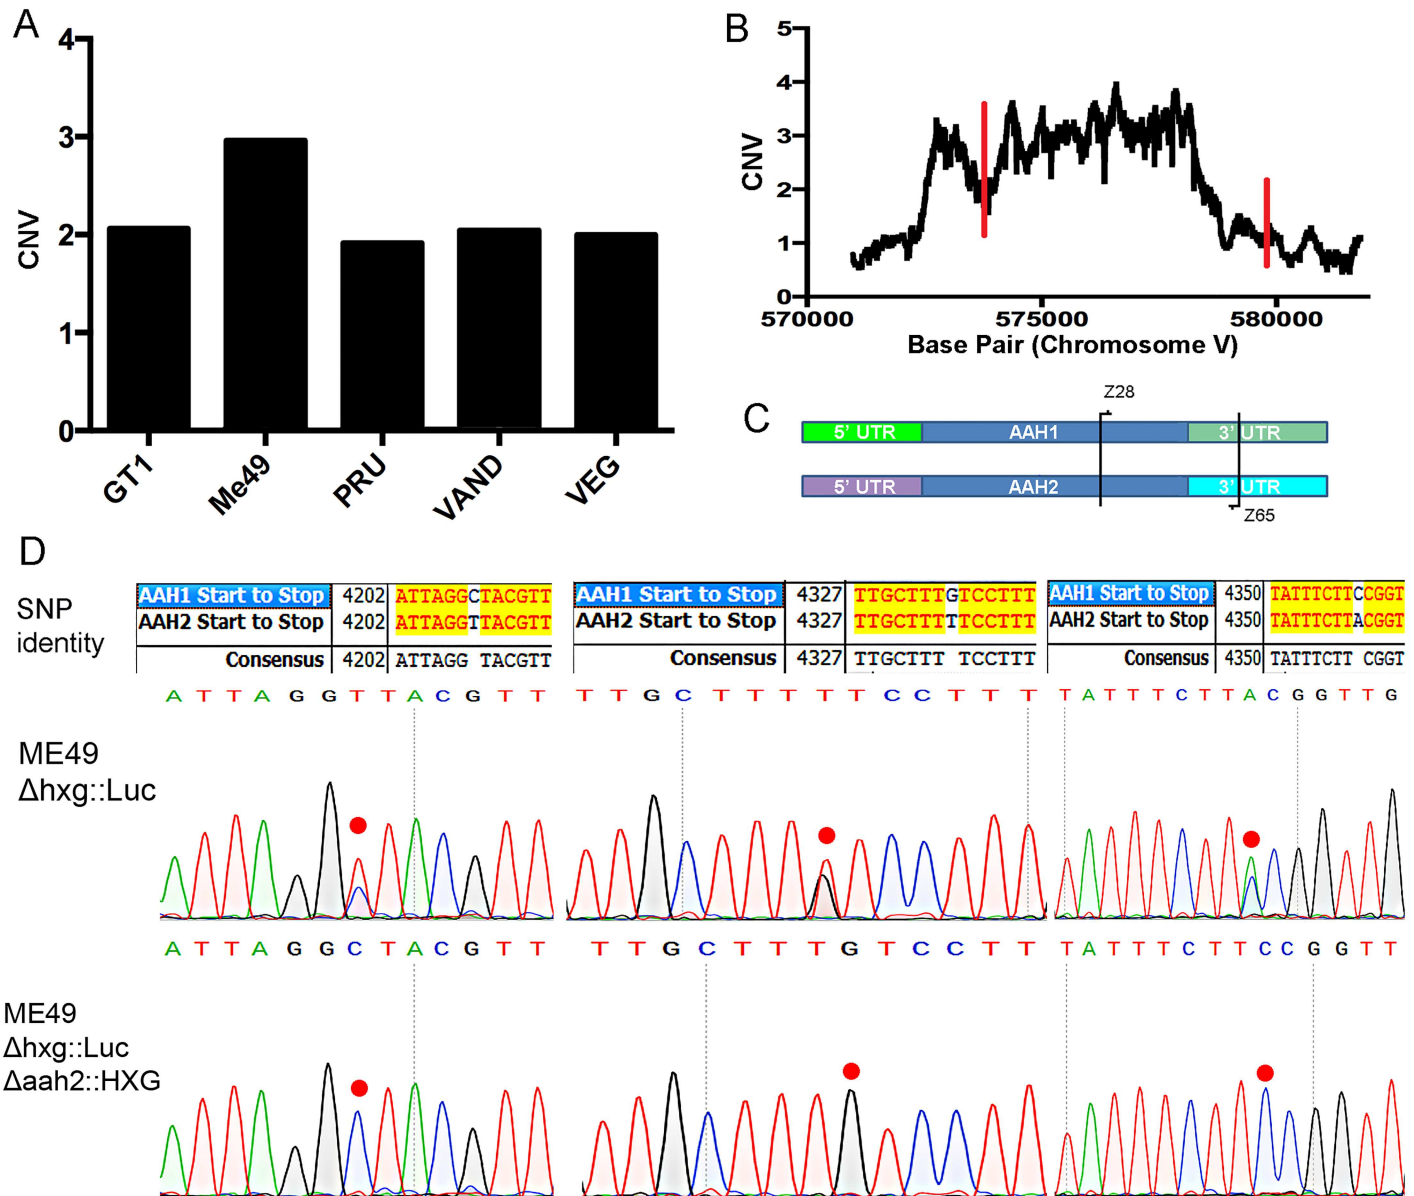 A
4
3
2
1
0
CNV
GT1
Me49
PRU
VAND
VEG
B
5
4
3
2
1
0
CNV
570000 575000 580000
Base Pair (Chromosome V)
C
Z28
5' UTR AAH1 3' UTR
5' UTR AAH2 3' UTR
Z65
D
SNP
identity
AAH1 Start to Stop 4202 ATTAGGCTACGTT
AAH2 Start to Stop 4202 ATTAGGTTACGTT
Consensus 4202 ATTAGG TACGTT
AAH1 Start to Stop 4327 TTGCTTTGTCCTTT
AAH2 Start to Stop 4327 TTGCTTTTTCCTTT
Consensus 4327 TTGCTTT TCCTTT
AAH1 Start to Stop 4350 TATTTCTTCCGGT
AAH2 Start to Stop 4350 TATTTCTTACGGT
Consensus 4350 TATTTCTT CGGT
A T T A G G T T A C G T T
T T G C T T T T T C C T T T
T A T T T C T T A C G G T T G
ME49
Δhxg::Luc
A T T A G G C T A C G T T
T T G C T T T G T C C T T
T A T T T C T T C C G G T T
ME49
Δhxg::Luc
Δaah2::HXG